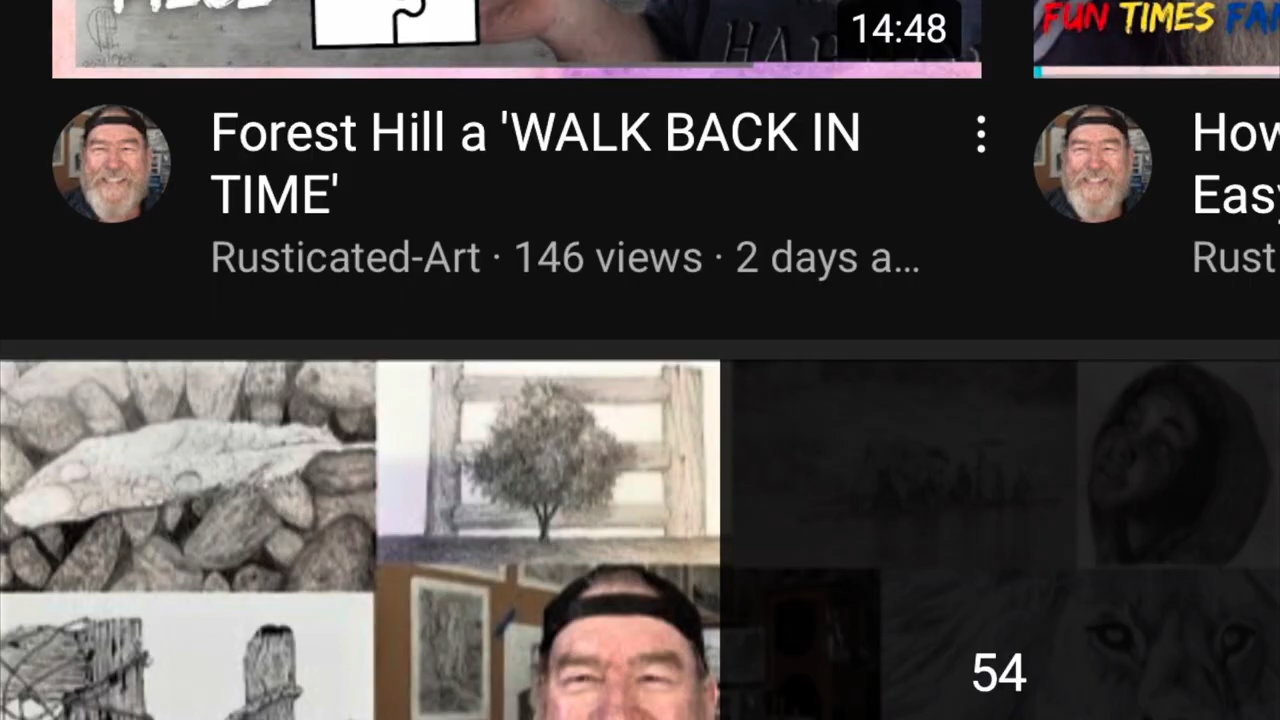 14:48
FUN TIMES
Forest Hill a 'WALK BACK IN
TIME'
Rusticated-Art · 146 views · 2 days a...
How
Easy
Rust
54